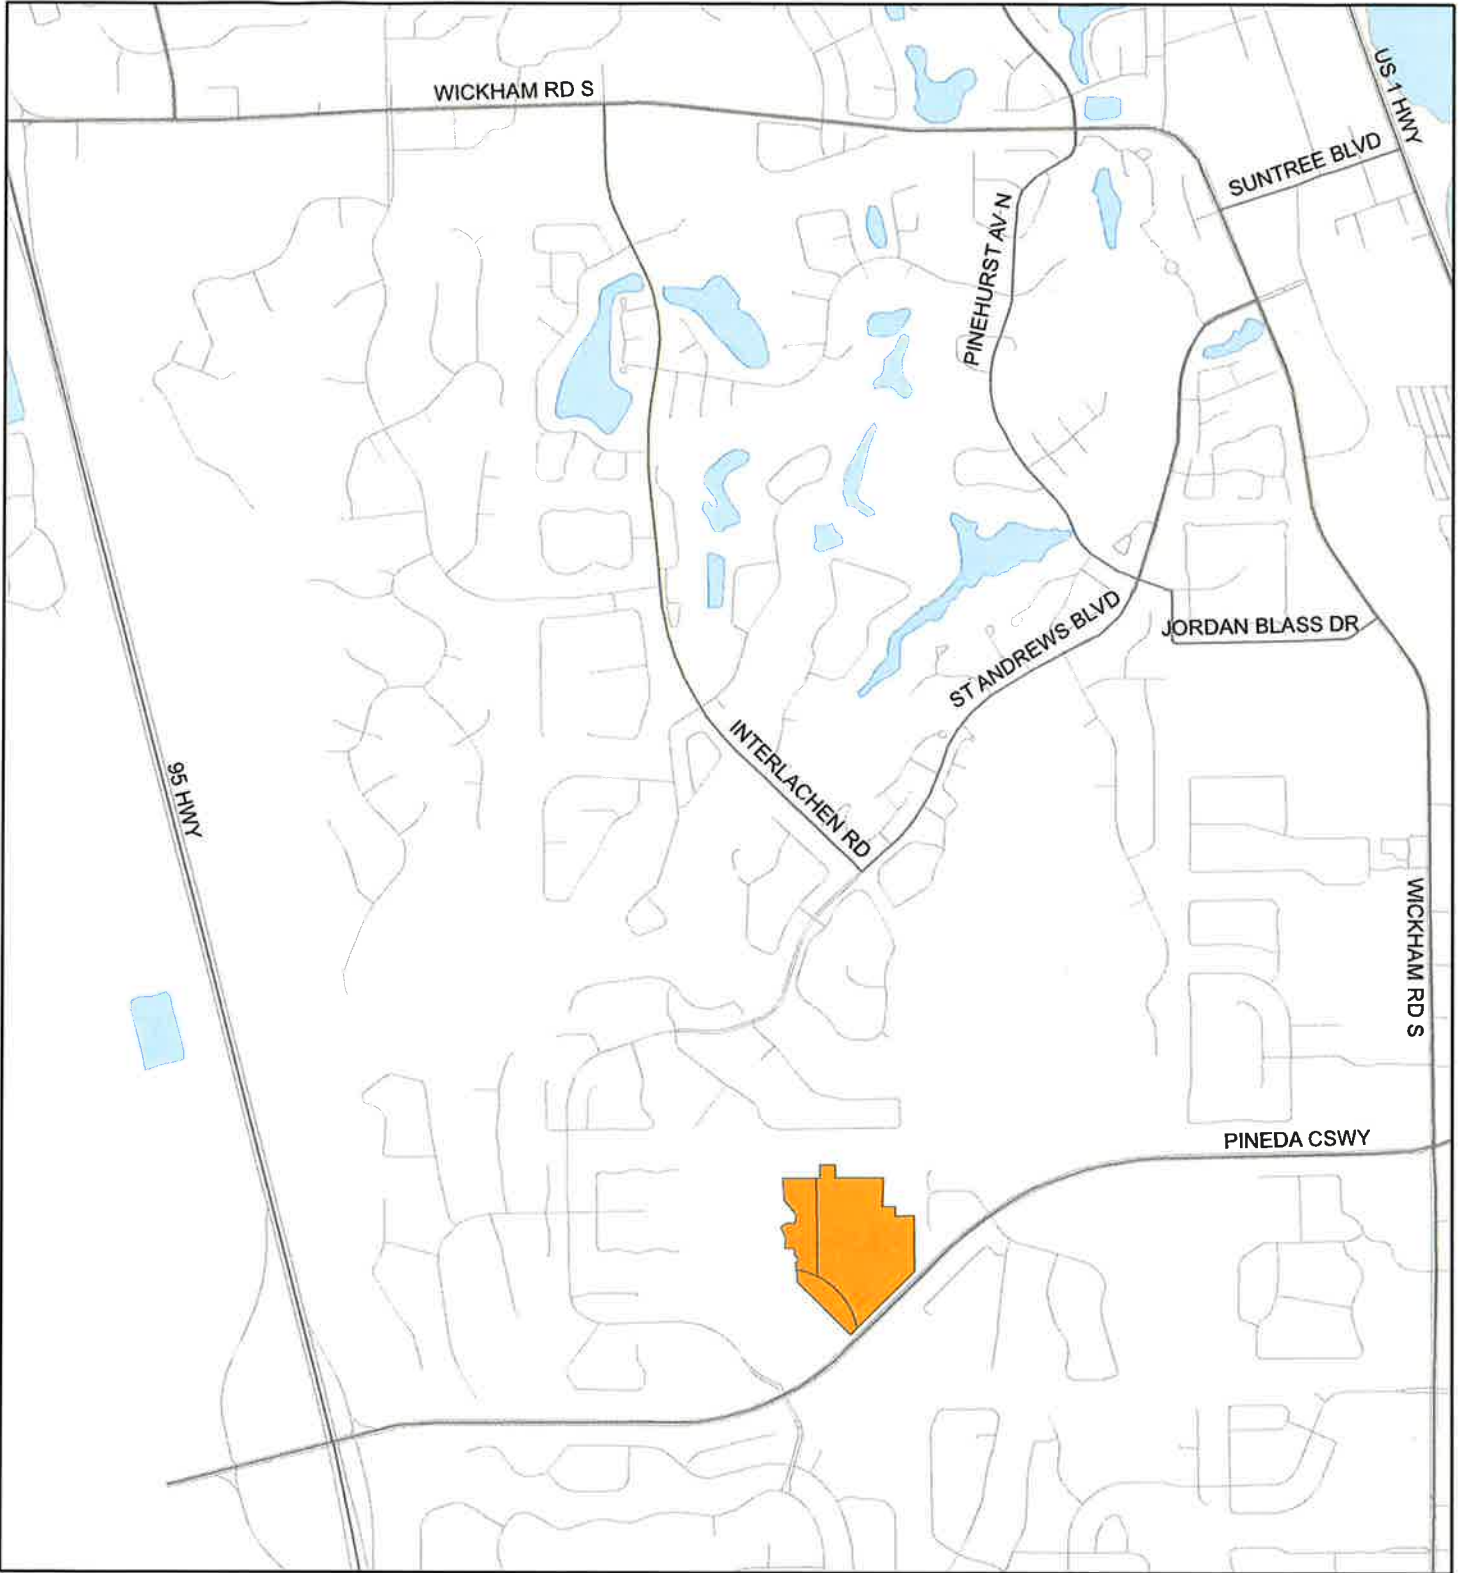 WICKHAM RD S
US 1 HWY
SUNTREE BLVD
PINEHURST AV N
JORDAN BLASS DR
ST ANDREWS BLVD
INTERLACHEN RD
95 HWY
WICKHAM RD S
PINEDA CSWY